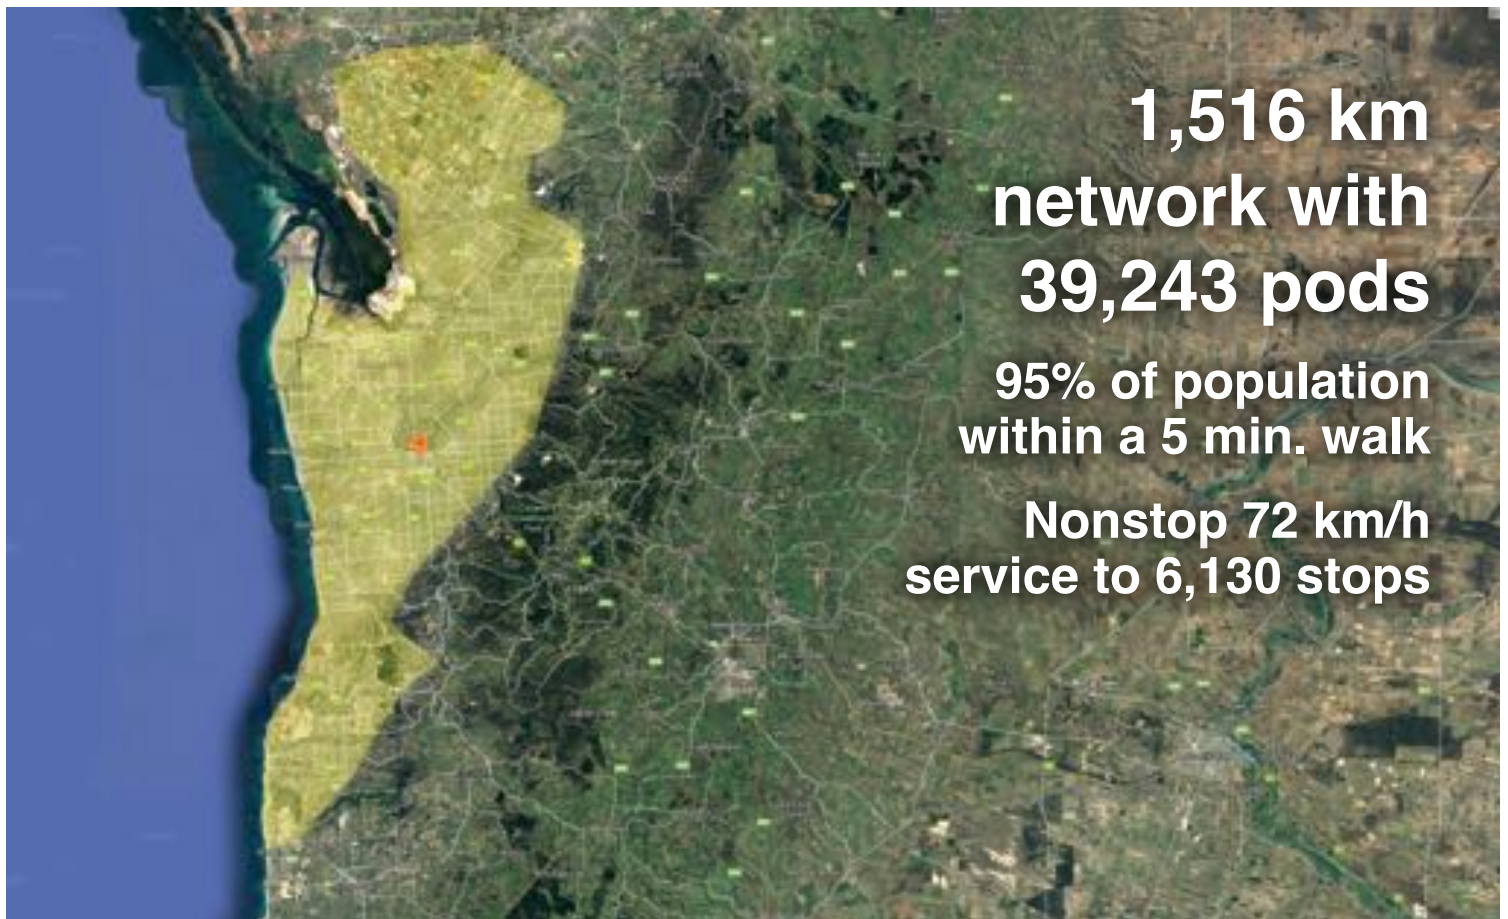 1,516 km
network with
39,243 pods
95% of population
within a 5 min. walk
Nonstop 72 km/h
service to 6,130 stops